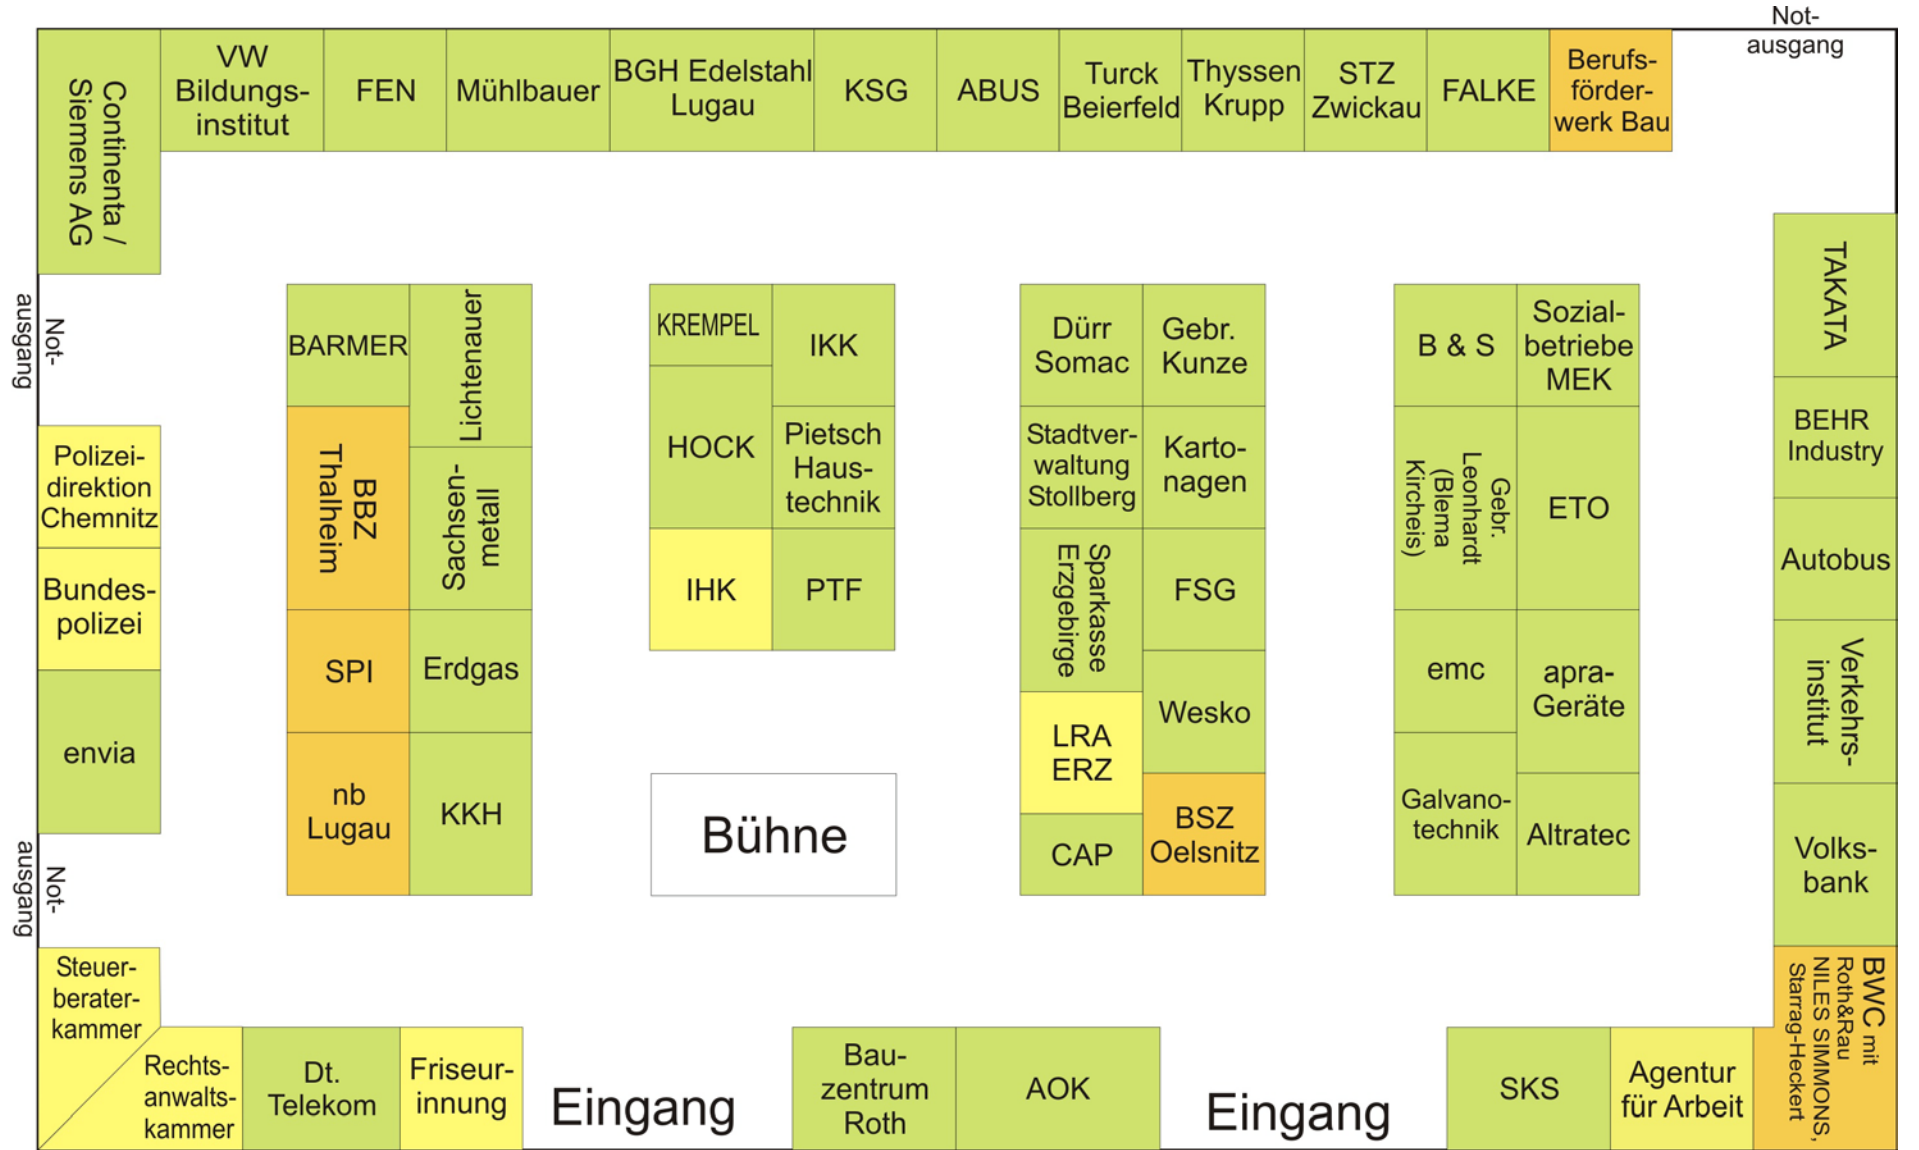 Not-
ausgang
Continenta /
Siemens AG
VW
Bildungs-
institut
FEN
Mühlbauer
BGH Edelstahl
Lugau
KSG
ABUS
Turck
Beierfeld
Thyssen
Krupp
STZ
Zwickau
FALKE
Berufs-
förder-
werk Bau
Not-
ausgang
Polizei-
direktion
Chemnitz
Bundes-
polizei
envia
Not-
ausgang
BARMER
Lichtenauer
BBZ
Thalheim
Sachsen-
metall
SPI
Erdgas
nb
Lugau
KKH
KREMPEL
IKK
HOCK
Pietsch
Haus-
technik
IHK
PTF
Bühne
Dürr
Somac
Gebr.
Kunze
Stadtver-
waltung
Stollberg
Karto-
nagen
Sparkasse
Erzgebirge
FSG
LRA
ERZ
Wesko
CAP
BSZ
Oelsnitz
B & S
Sozial-
betriebe
MEK
Gebr.
Leonhardt
(Blema
Kircheis)
ETO
emc
apra-
Geräte
Galvano-
technik
Altratec
TAKATA
BEHR
Industry
Autobus
Verkehrs-
institut
Volks-
bank
BWC mit
Roth&Rau
NILES SIMMONS,
Starrag-Heckert
Steuer-
berater-
kammer
Rechts-
anwalts-
kammer
Dt.
Telekom
Friseur-
innung
Eingang
Bau-
zentrum
Roth
AOK
Eingang
SKS
Agentur
für Arbeit